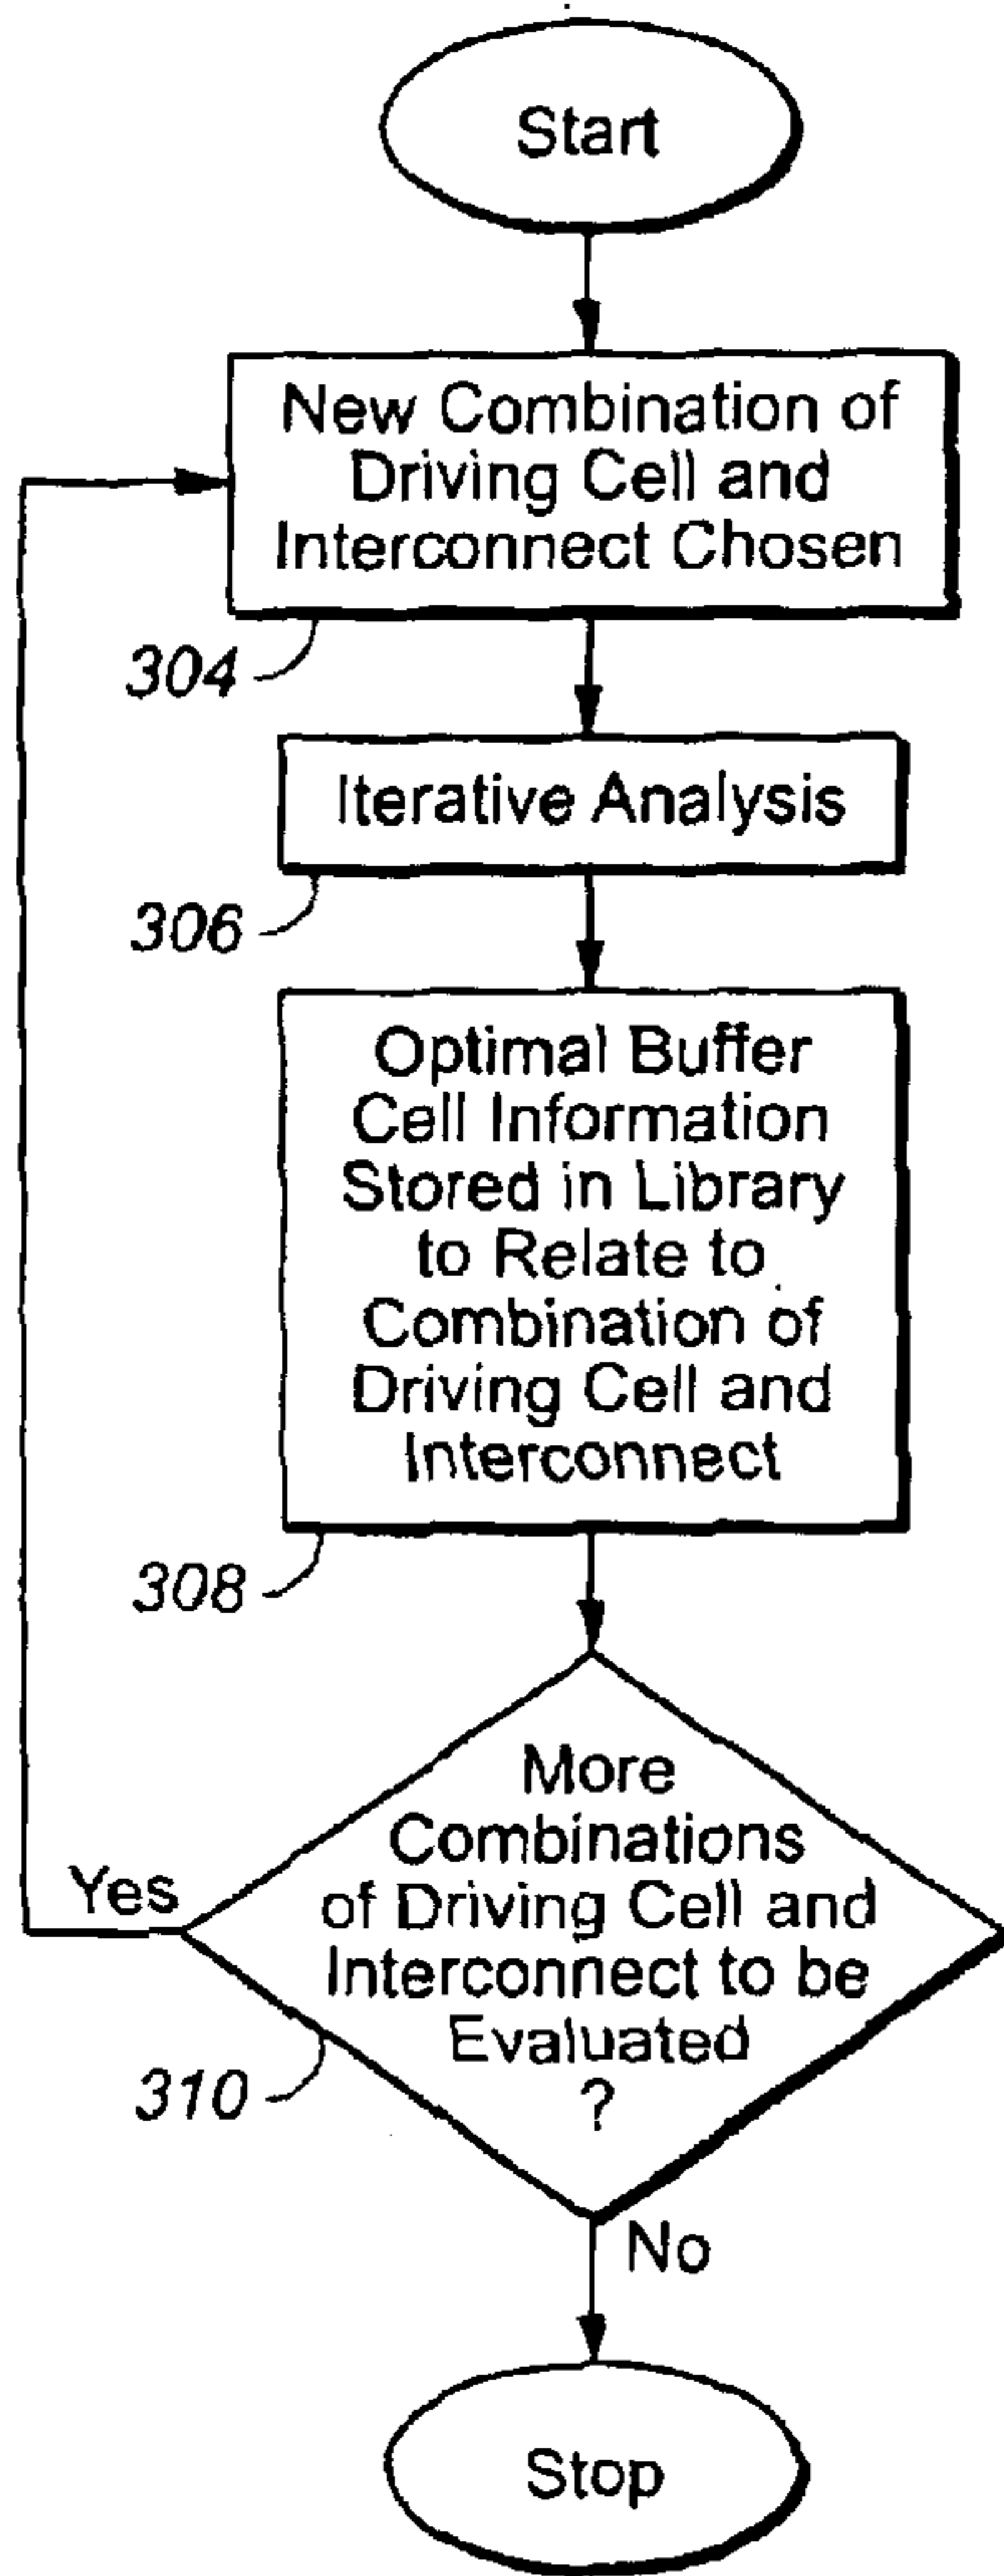 Start
New Combination of
Driving Cell and
Interconnect Chosen
304
Iterative Analysis
306
Optimal Buffer
Cell Information
Stored in Library
to Relate to
Combination of
Driving Cell and
Interconnect
308
More
Combinations
of Driving Cell and
Interconnect to be
Evaluated
?
Yes
310
No
Stop